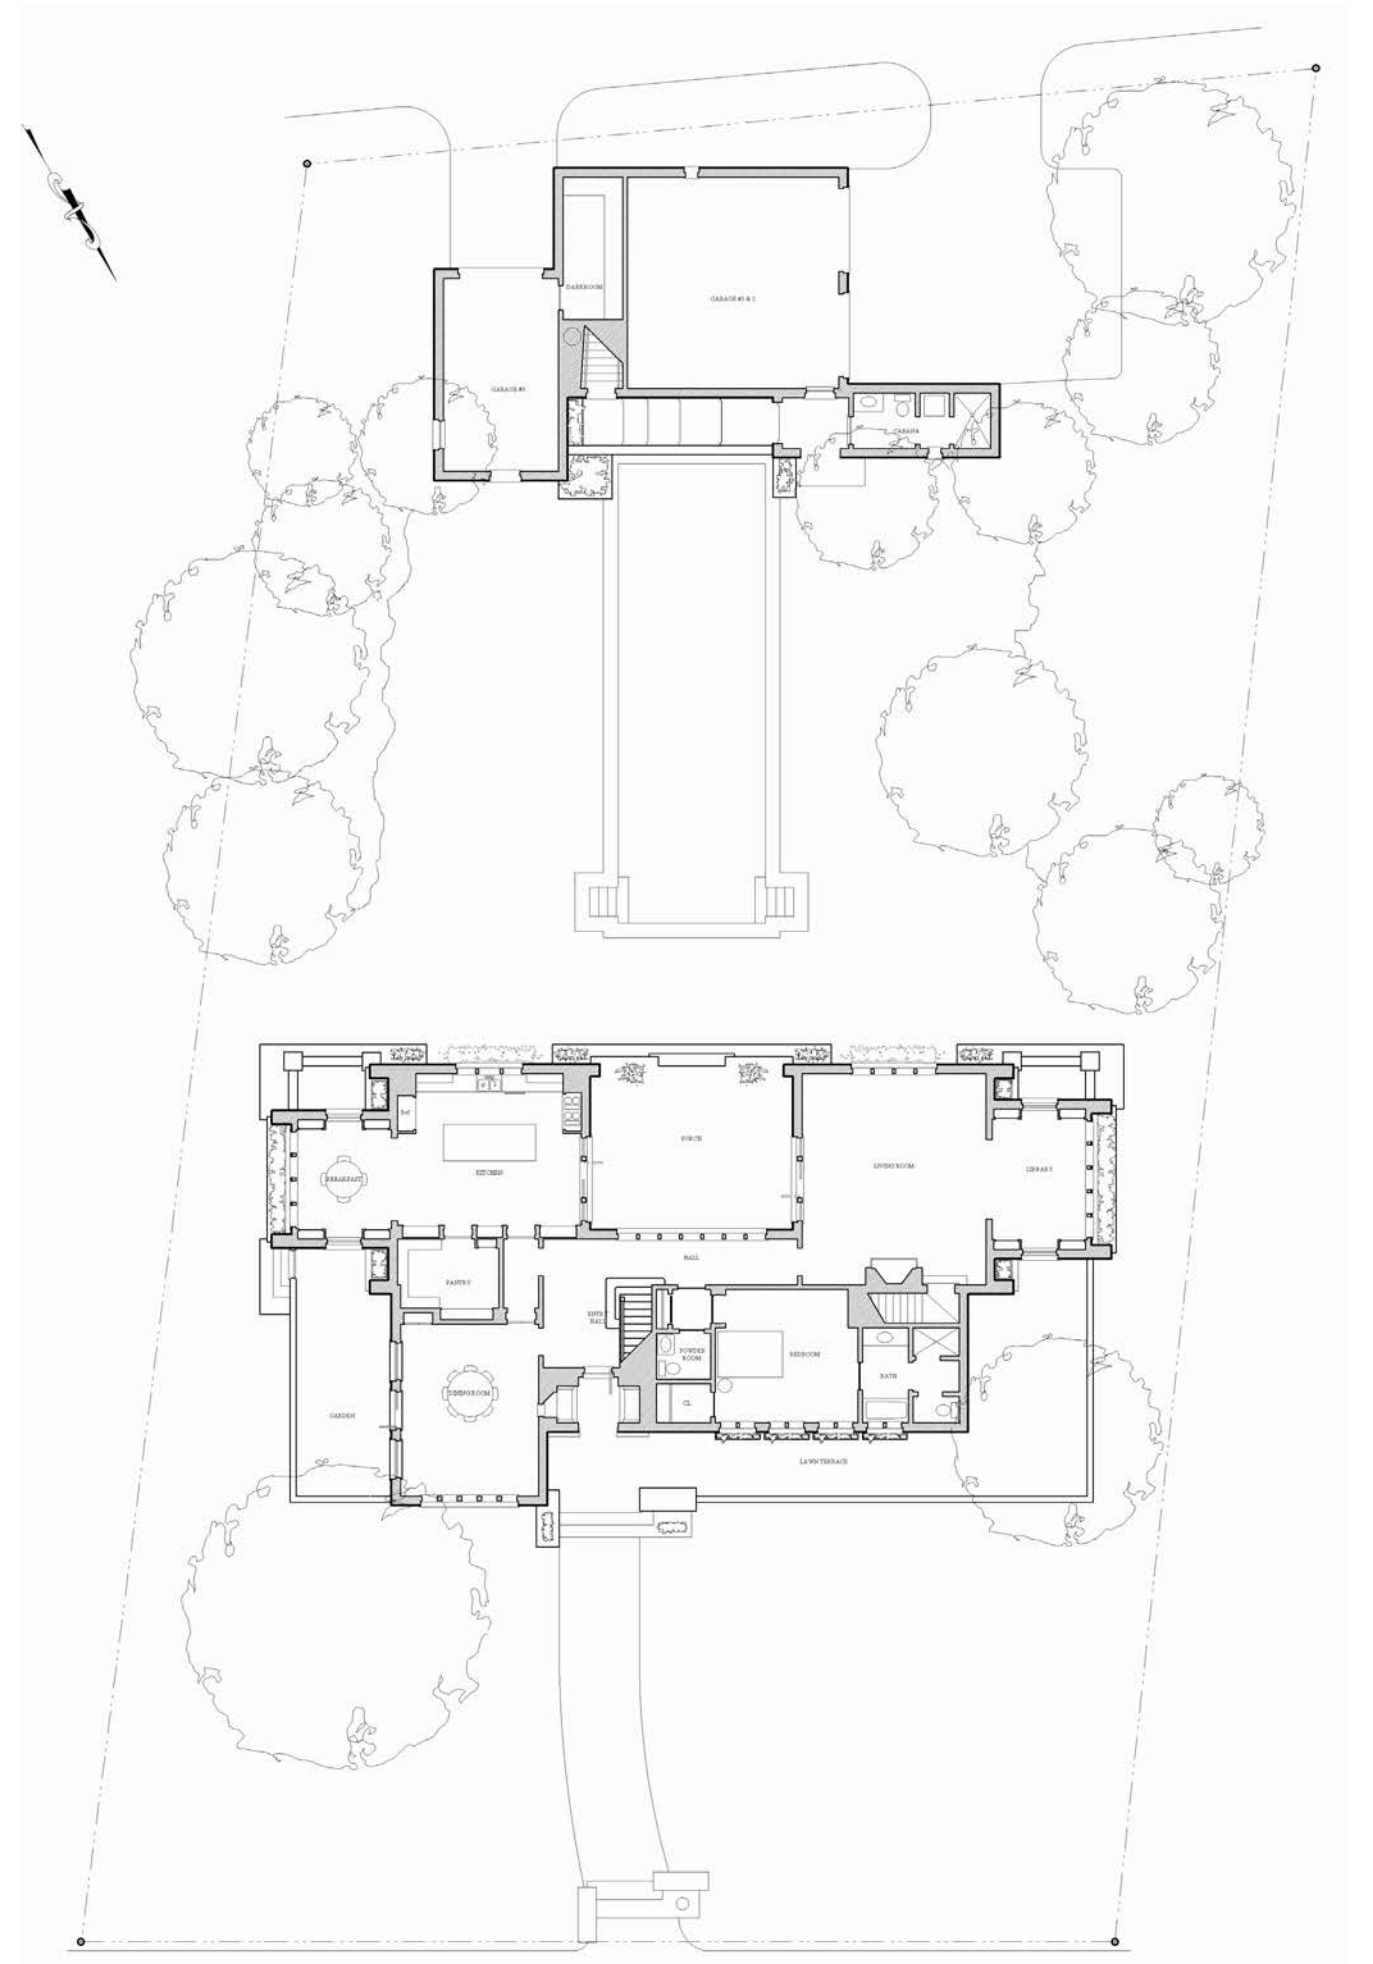 DARKROOM
GARAGE #1 & 2
GARAGE #3
CABANA
PORCH
LIVING ROOM
LIBRARY
Ref
KITCHEN
BREAKFAST
HALL
PANTRY
ENTRY
HALL
POWDER
ROOM
BEDROOM
BATH
DINING ROOM
CL
GARDEN
LAWN TERRACE